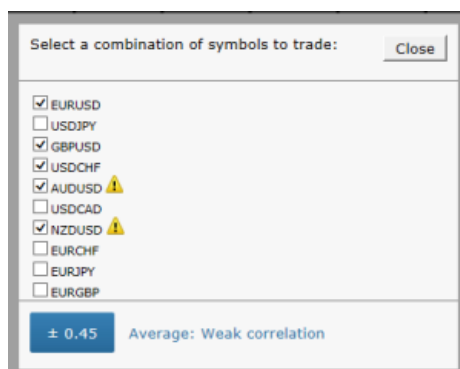 Select a combination of symbols to trade: Close
EURUSD
USDJPY
GBPUSD
USDCHF
AUDUSD
USDCAD
NZDUSD
EURCHF
EURJPY
EURGBP
± 0.45 Average: Weak correlation